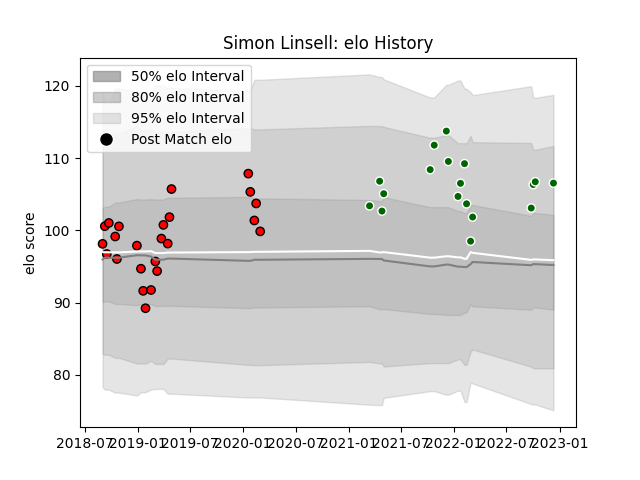 Simon Linsell: elo History
50% elo Interval
80% elo Interval
95% elo Interval
Post Match elo
elo score
120
110
100
90
80
2018-07 2019-01 2019-07 2020-01 2020-07 2021-01 2021-07 2022-01 2022-07 2023-01